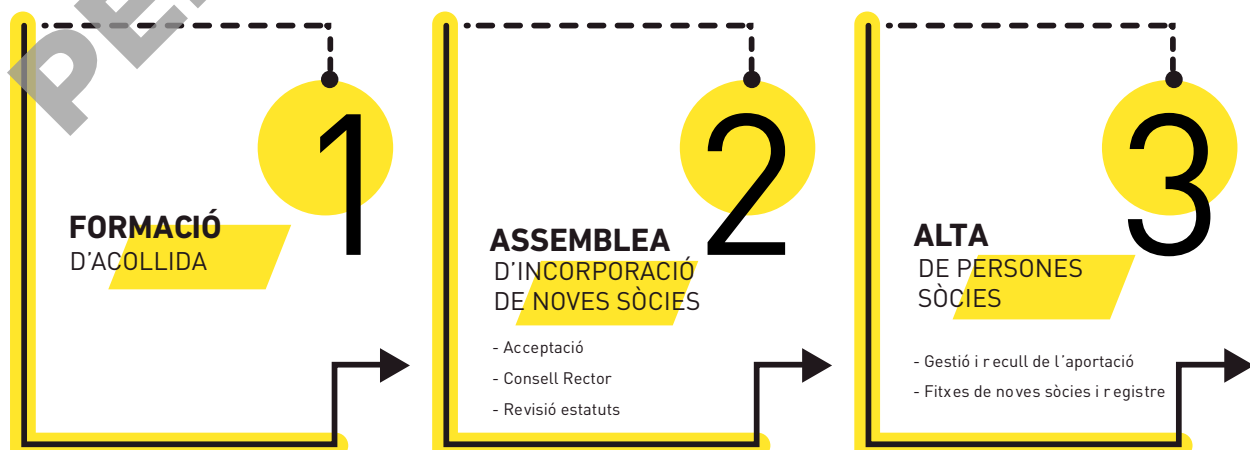 1
FORMACIÓ
D'ACOLLIDA
2
ASSEMBLEA
D'INCORPORACIÓ
DE NOVES SÒCIES
- Acceptació
- Consell Rector
- Revisió estatuts
3
ALTA
DE PERSONES
SÒCIES
- Gestió i recull de l'aportació
- Fitxes de noves sòcies i registre